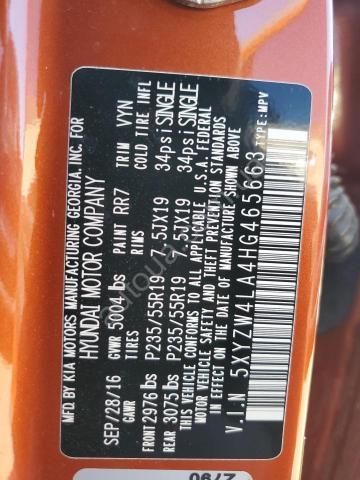 MFD. BY KIA MOTORS MANUFACTURING GEORGIA, INC. FOR
HYUNDAI MOTOR COMPANY
SEP/28/16 GVWR 5004 lbs PAINT RR7 TRIM VYN
GAWR TIRES RIMS COLD TIRE INFL
FRONT 2976 lbs P235/55R19 7.5JX19 34psi SINGLE
REAR 3075 lbs P235/55R19 7.5JX19 34psi SINGLE
THIS VEHICLE CONFORMS TO ALL APPLICABLE U.S.A. FEDERAL
MOTOR VEHICLE SAFETY AND THEFT PREVENTION STANDARDS
IN EFFECT ON THE DATE OF MANUFACTURE SHOWN ABOVE.
V.I.N 5XYZW4LA4HG465663 TYPE:MPV